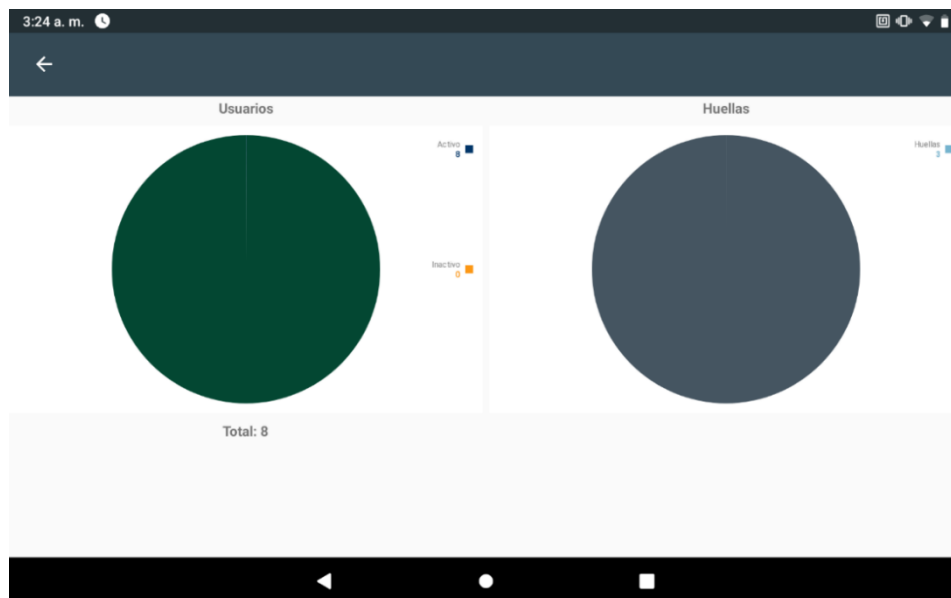 3:24 a. m.
Usuarios
Activo
8
Inactivo
0
Total: 8
Huellas
Huellas
3